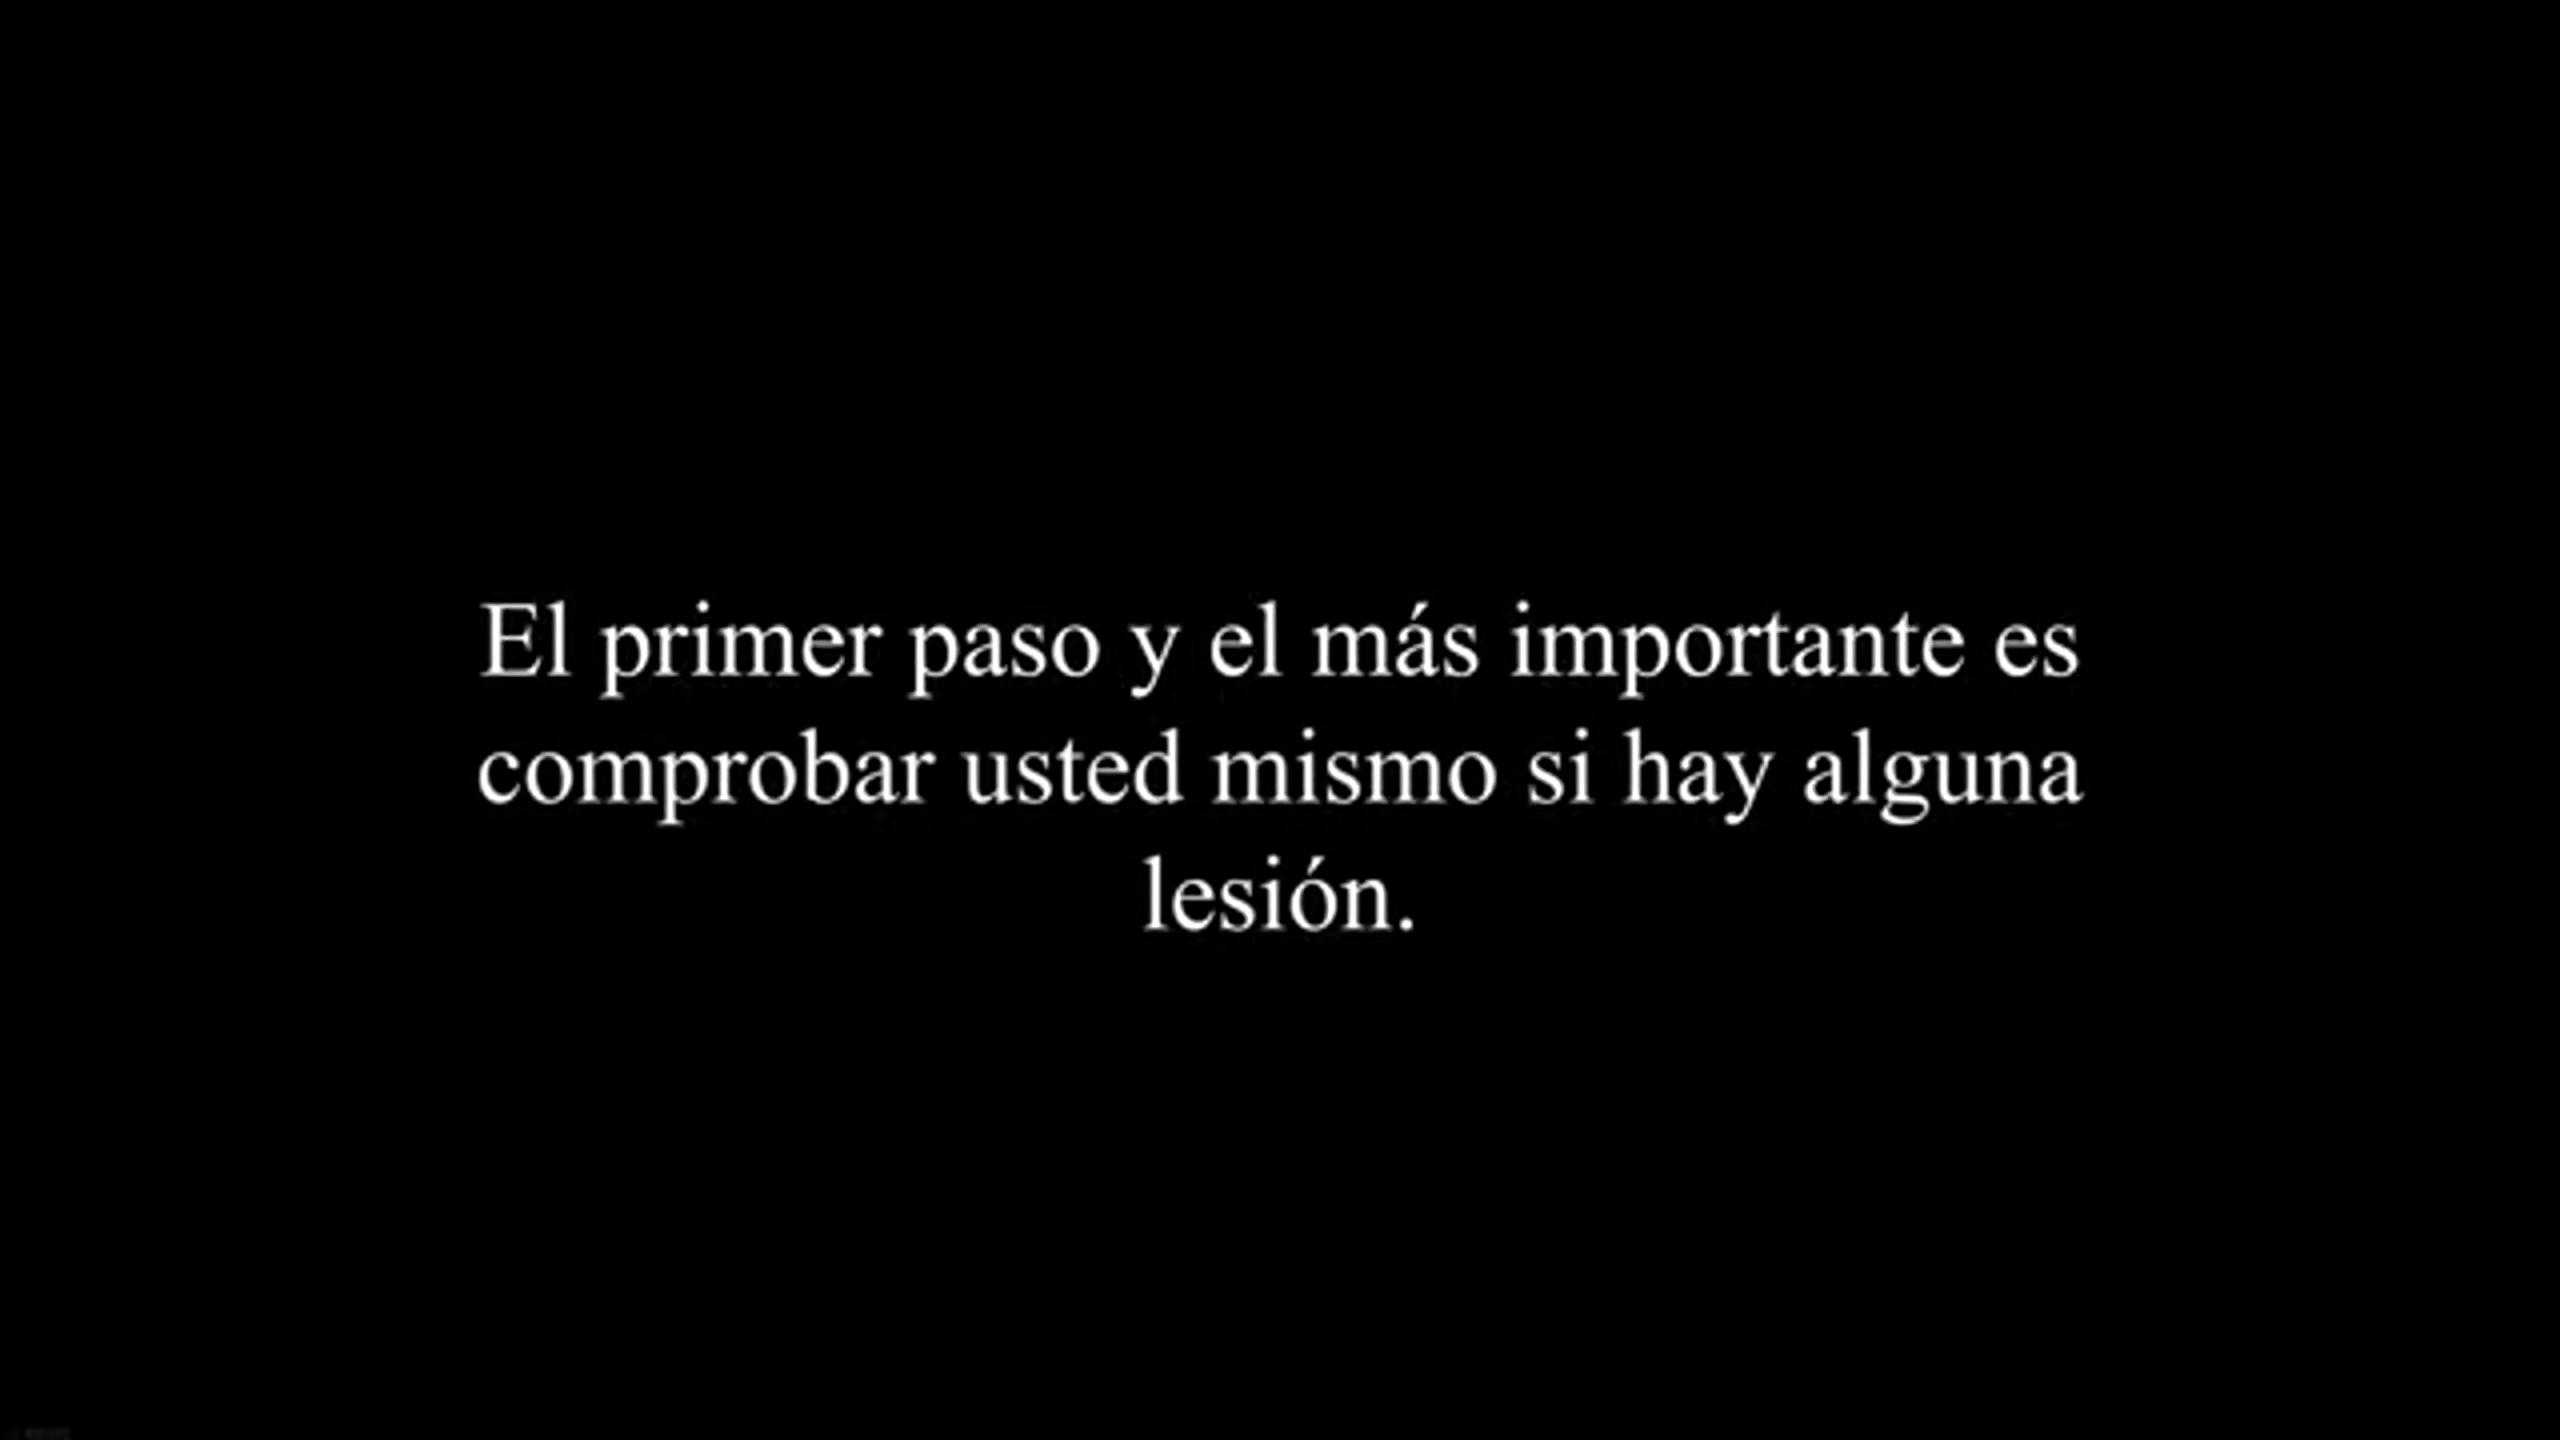 El primer paso y el más importante es
comprobar usted mismo si hay alguna
lesión.